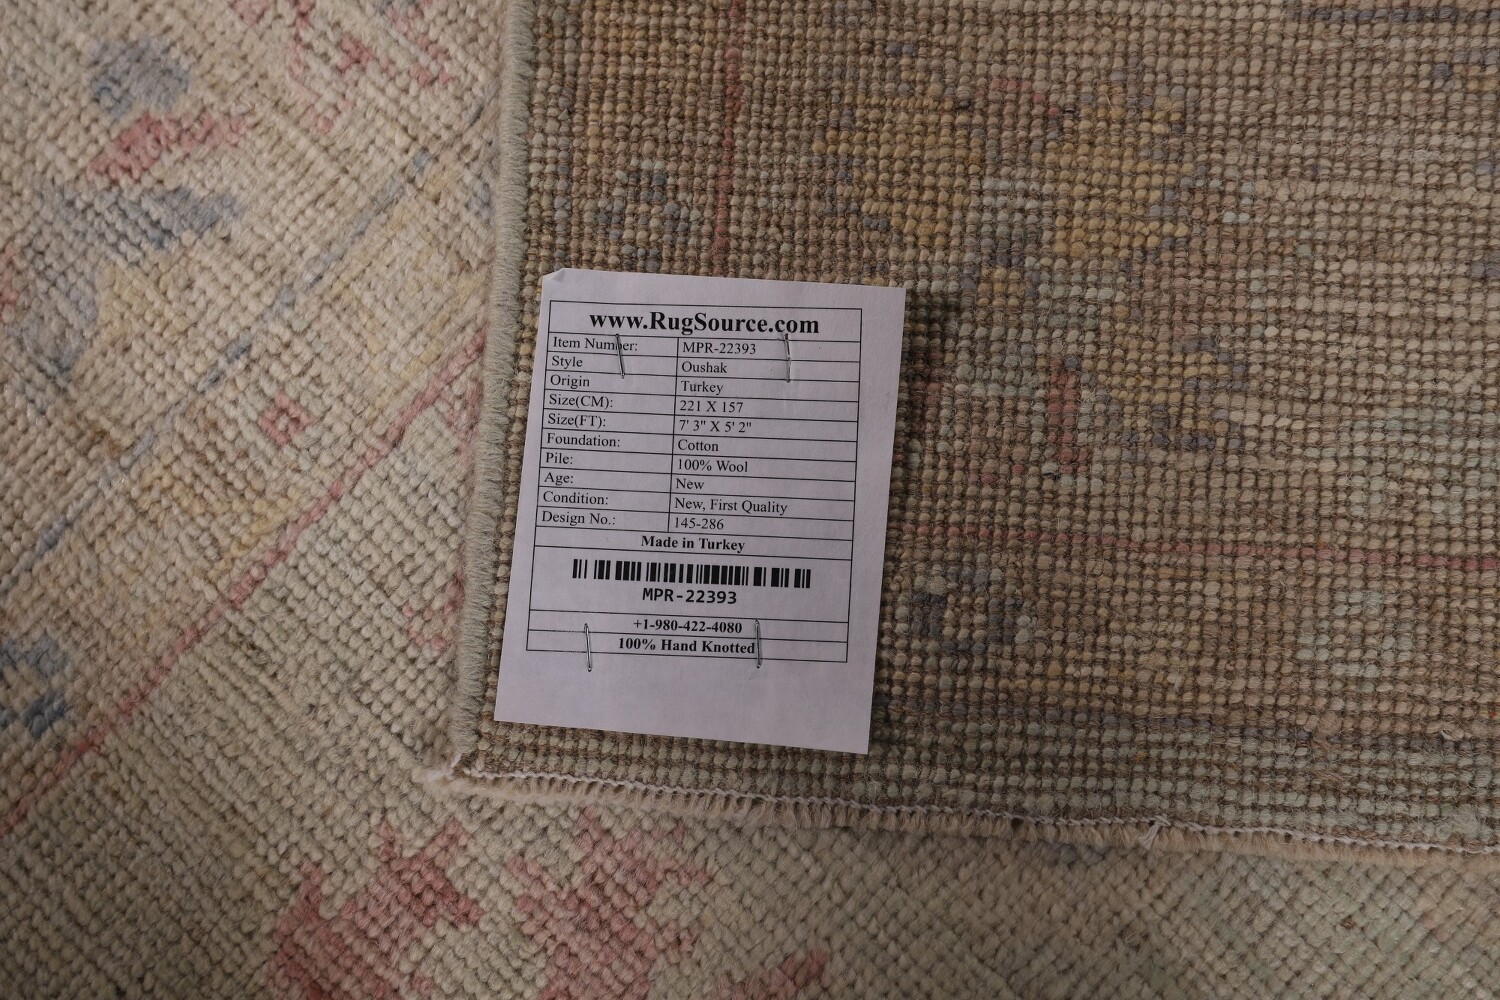 www.RugSource.com
Item Number: MPR-22393
Style Oushak
Origin Turkey
Size(CM): 221 X 157
Size(FT): 7' 3" X 5' 2"
Foundation: Cotton
Pile: 100% Wool
Age: New
Condition: New, First Quality
Design No.: 145-286
Made in Turkey
MPR-22393
+1-980-422-4080
100% Hand Knotted